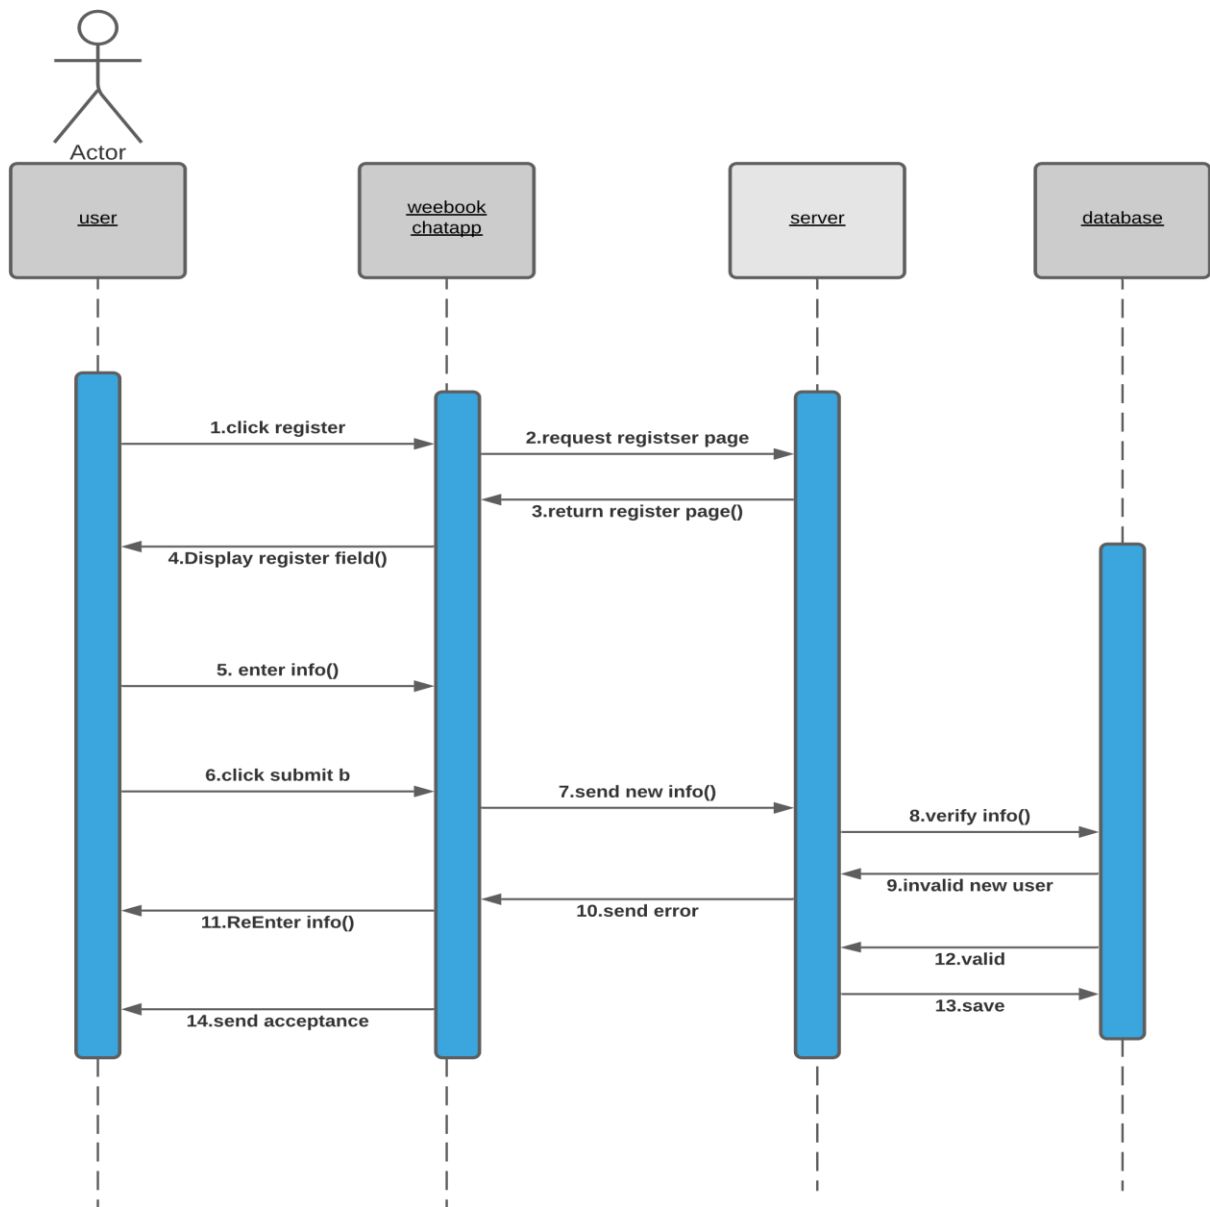 Actor
user
weebook
chatapp
server
database
1.click register
2.request registser page
3.return register page()
4.Display register field()
5. enter info()
6.click submit b
7.send new info()
8.verify info()
9.invalid new user
10.send error
11.ReEnter info()
12.valid
13.save
14.send acceptance